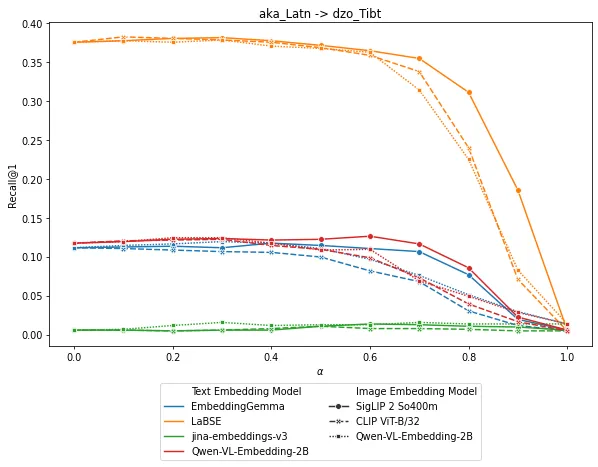 aka_Latn -> dzo_Tibt
0.40
0.35
0.30
0.25
0.20
0.15
0.10
0.05
0.00
Recall@1
0.0 0.2 0.4 0.6 0.8 1.0
α
Text Embedding Model
EmbeddingGemma
LaBSE
jina-embeddings-v3
Qwen-VL-Embedding-2B
Image Embedding Model
SigLIP 2 So400m
CLIP ViT-B/32
Qwen-VL-Embedding-2B